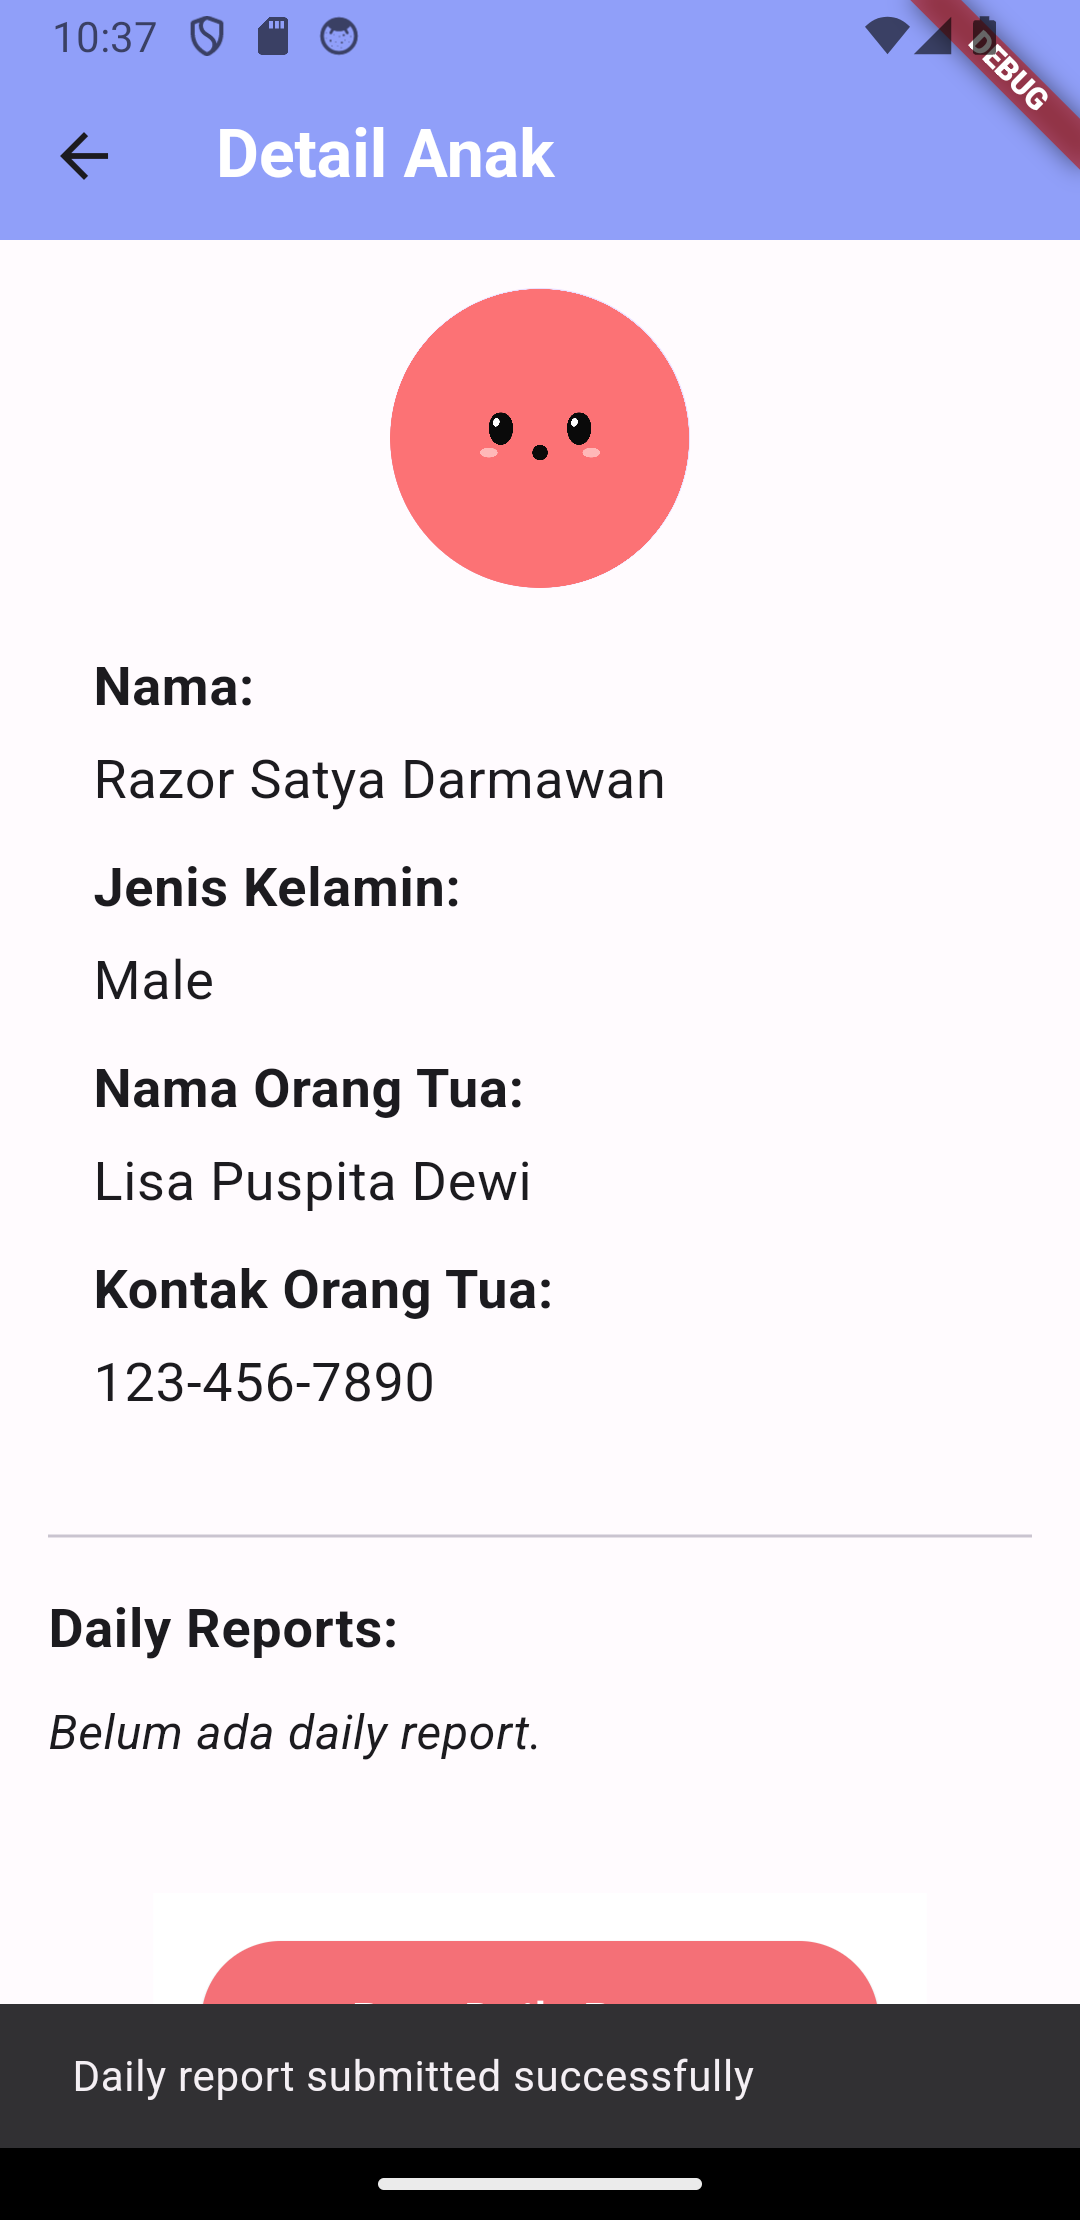 10:37
DEBUG
Detail Anak
Nama:
Razor Satya Darmawan
Jenis Kelamin:
Male
Nama Orang Tua:
Lisa Puspita Dewi
Kontak Orang Tua:
123-456-7890
Daily Reports:
Belum ada daily report.
Daily report submitted successfully